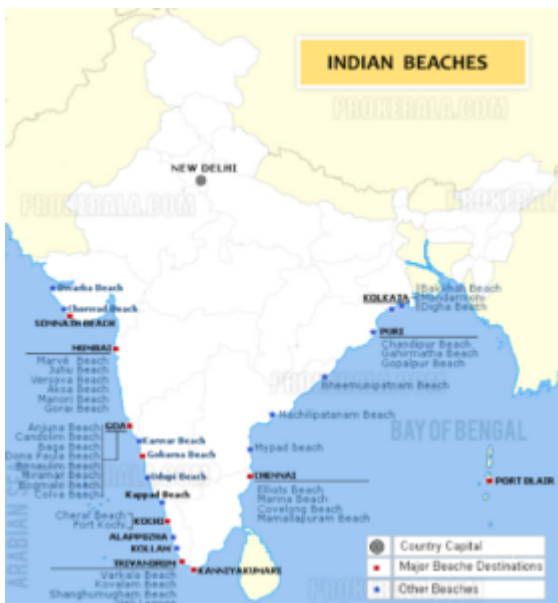 INDIAN BEACHES
PROKERALA.COM
NEW DELHI
PROKERALA.COM
Dwarka Beach
Chorwad Beach
SOMNATH BEACH
MUMBAI
Marve Beach
Juhu Beach
Versova Beach
Aksa Beach
Manori Beach
Gorai Beach
KOLKATA
Bakkhali Beach
Digha Beach
PURI
Chandipur Beach
Gahirmatha Beach
Gopalpur Beach
Bheemunipatnam Beach
Machilipatanam Beach
BAY OF BENGAL
Mypad beach
GOA
Anjuna Beach
Candolim Beach
Baga Beach
Dona Paula Beach
Benaulim Beach
Miramar Beach
Bogmalo Beach
Colva Beach
Karwar Beach
Gokarna Beach
Udupi Beach
Kappad Beach
CHENNAI
Elliots Beach
Marina Beach
Covelong Beach
Mamallapuram Beach
PORT BLAIR
ARABIAN SEA
KOCHI
Cherai Beach
Fort Kochi
ALAPPUZHA
KOLLAM
TRIVANDRUM
KANNIYAKUMARI
Varkala Beach
Kovalam Beach
Shanghumugham Beach
Country Capital
Major Beache Destinations
Other Beaches